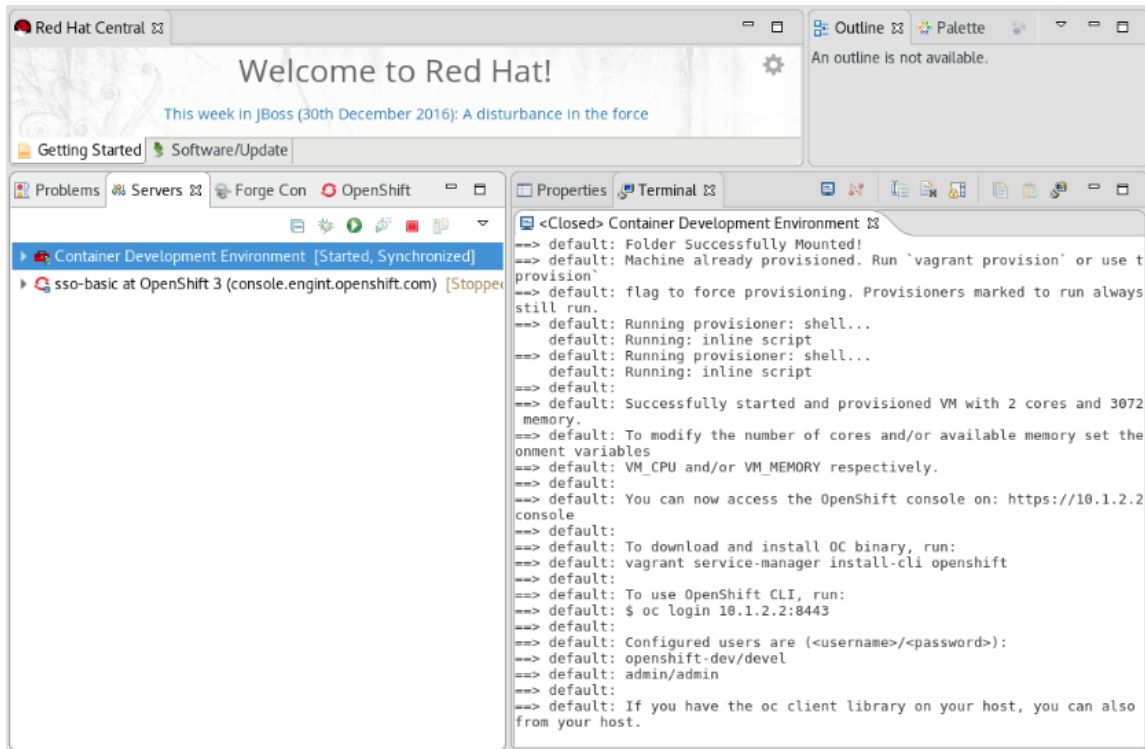 Red Hat Central
Outline
Palette
Welcome to Red Hat!
This week in JBoss (30th December 2016): A disturbance in the force
An outline is not available.
Getting Started
Software/Update
Problems
Servers
Forge Con
OpenShift
Container Development Environment [Started, Synchronized]
sso-basic at OpenShift 3 (console.engint.openshift.com) [Stopped
Properties
Terminal
<Closed> Container Development Environment
==> default: Folder Successfully Mounted!
==> default: Machine already provisioned. Run `vagrant provision` or use t
provision`
==> default: flag to force provisioning. Provisioners marked to run always
still run.
==> default: Running provisioner: shell...
    default: Running: inline script
==> default: Running provisioner: shell...
    default: Running: inline script
==> default:
==> default: Successfully started and provisioned VM with 2 cores and 3072
 memory.
==> default: To modify the number of cores and/or available memory set the
onment variables
==> default: VM_CPU and/or VM_MEMORY respectively.
==> default:
==> default: You can now access the OpenShift console on: https://10.1.2.2
console
==> default:
==> default: To download and install OC binary, run:
==> default: vagrant service-manager install-cli openshift
==> default:
==> default: To use OpenShift CLI, run:
==> default: $ oc login 10.1.2.2:8443
==> default:
==> default: Configured users are (<username>/<password>):
==> default: openshift-dev/devel
==> default: admin/admin
==> default:
==> default: If you have the oc client library on your host, you can also
from your host.